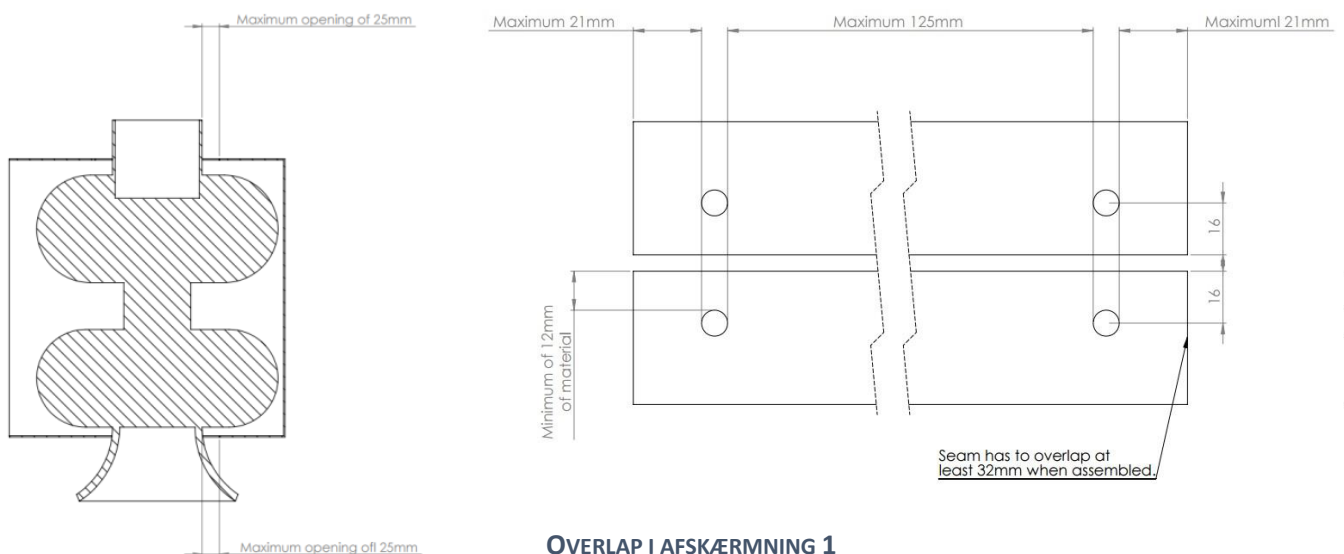 Maximum opening of 25mm
Maximum 21mm
Maximum 125mm
Maximuml 21mm
16
16
Minimum of 12mm
of material
Seam has to overlap at
least 32mm when assembled.
Maximum opening ofl 25mm
OVERLAP I AFSKÆRMNING 1